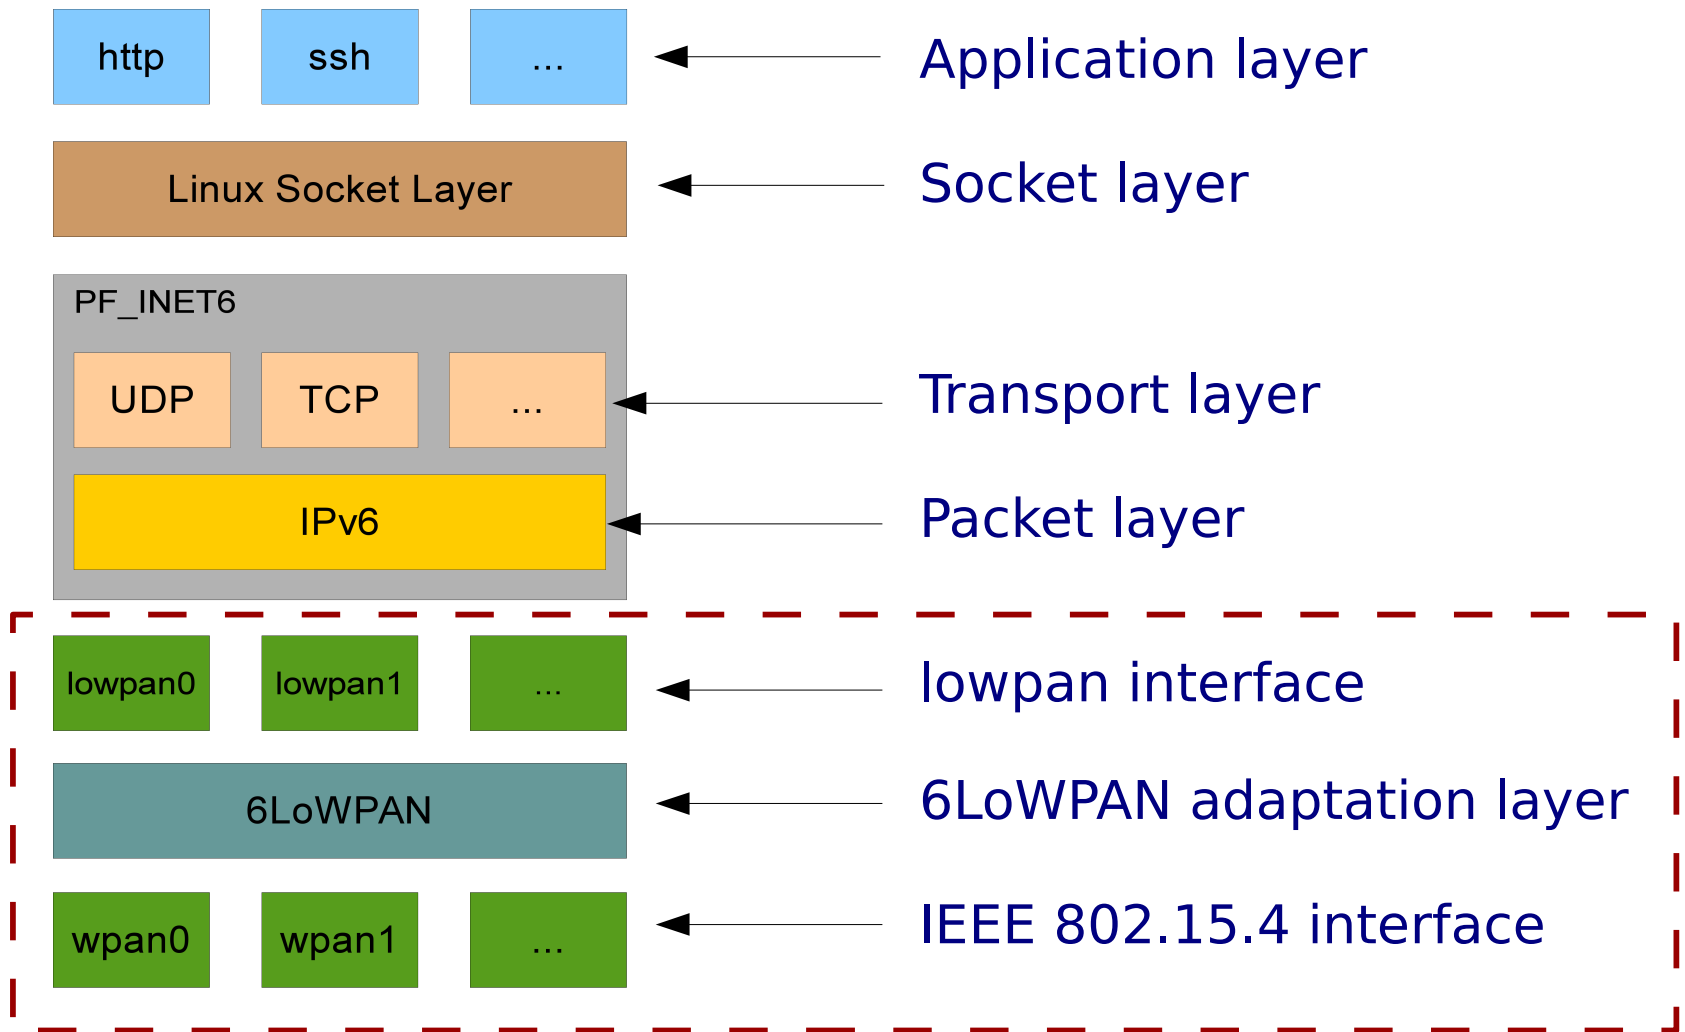 http ssh ... Application layer
Linux Socket Layer Socket layer
PF_INET6
UDP TCP ... Transport layer
IPv6 Packet layer
lowpan0 lowpan1 ... lowpan interface
6LoWPAN 6LoWPAN adaptation layer
wpan0 wpan1 ... IEEE 802.15.4 interface